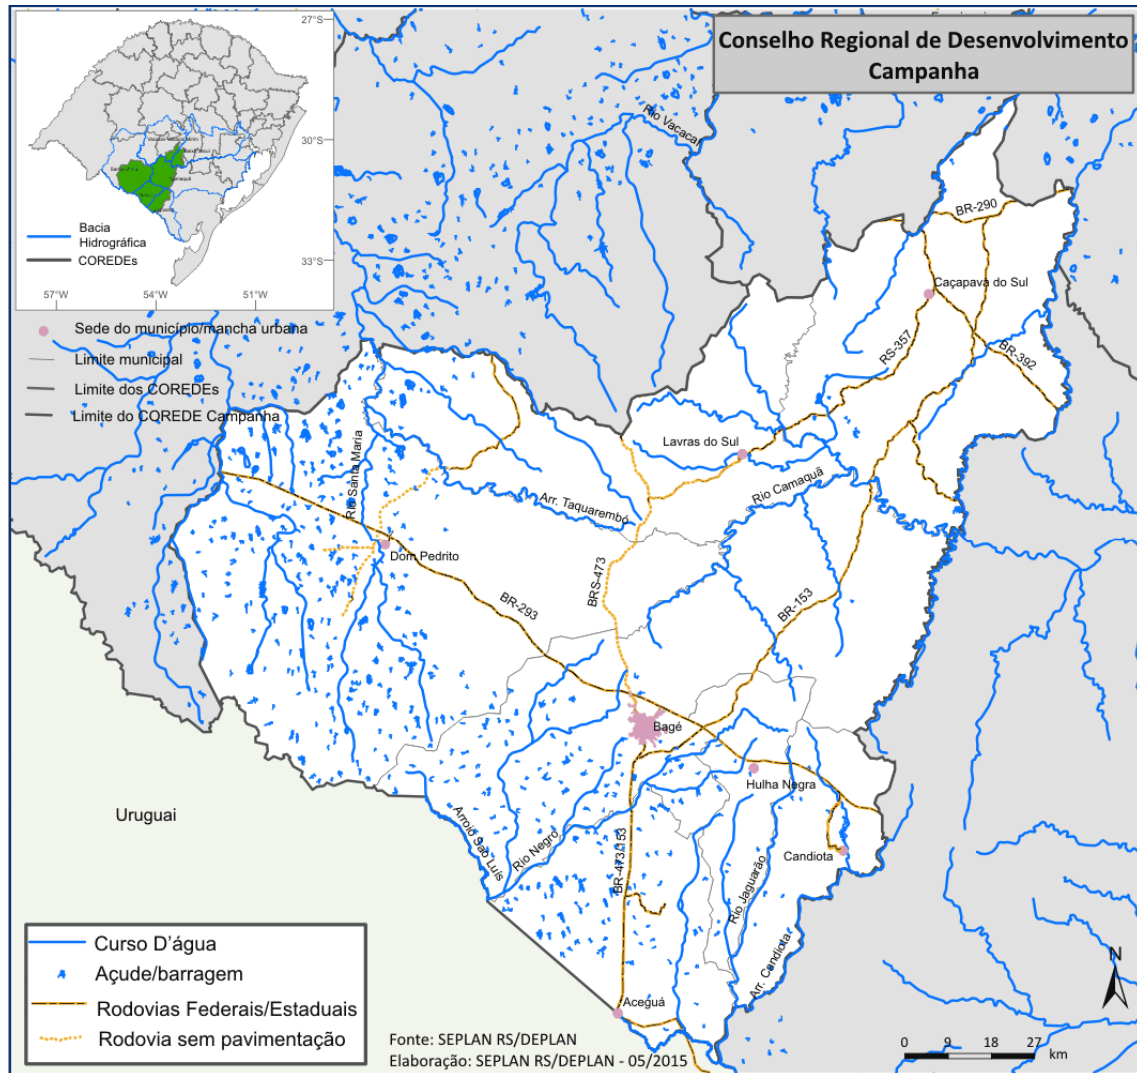 Conselho Regional de Desenvolvimento
Campanha
27°S
30°S
33°S
57°W
54°W
51°W
Bacia
Hidrográfica
COREDEs
Sede do município/mancha urbana
Limite municipal
Limite dos COREDEs
Limite do COREDE Campanha
Rio Vacacaí
BR-290
Caçapava do Sul
RS-357
BR-392
Lavras do Sul
Rio Santa Maria
Rio Camaquã
Arr. Taquarembó
Dom Pedrito
BRS-473
BR-293
BR-153
Bagé
Hulha Negra
Uruguai
Arroio São Luís
Rio Negro
Candiota
BR-473/153
Rio Jaguarão
Arr. Candiota
Aceguá
Curso D'água
Açude/barragem
Rodovias Federais/Estaduais
Rodovia sem pavimentação
Fonte: SEPLAN RS/DEPLAN
Elaboração: SEPLAN RS/DEPLAN - 05/2015
N
0 9 18 27
km